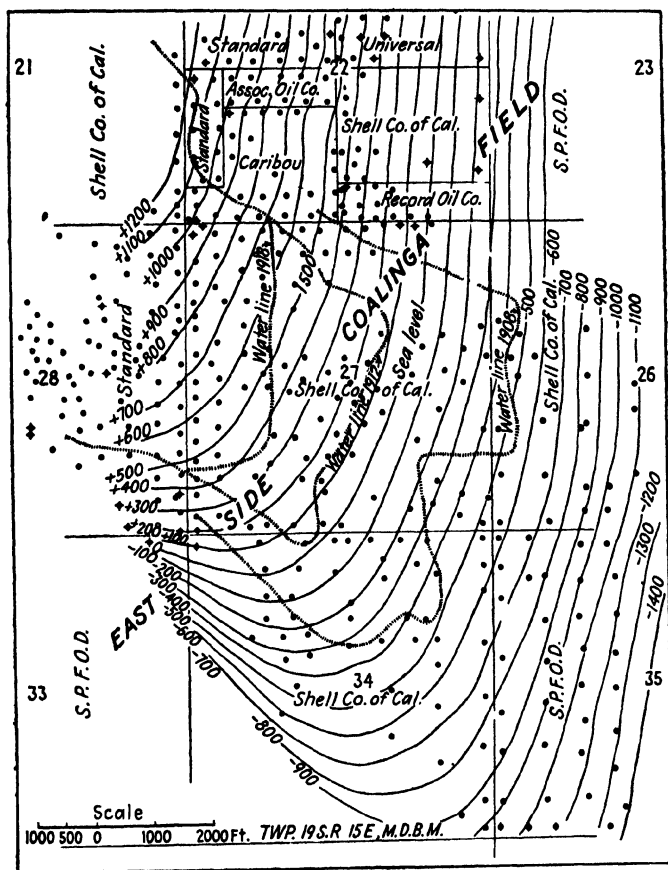 21
Standard
Universal
22
23
Shell Co. of Cal.
Assoc. Oil Co.
Standard
Shell Co. of Cal.
FIELD
S.P.F.O.D.
Caribou
Record Oil Co.
+1200
+1100
+1000
+900
+800
+700
+600
+500
+400
+300
+200
Water line 1918
COALINGA
Sea level
Water line 1912
Water line 1908
Standard
28
27
Shell Co. of Cal.
Shell Co. of Cal.
26
-500
-600
-700
-800
-900
-1000
-1100
-1200
-1300
-1400
SIDE
EAST
0
-100
-200
-300
-400
-500
-600
-700
-800
-900
33
S.P.F.O.D.
34
Shell Co. of Cal.
S.P.F.O.D.
35
Scale
1000 500 0 1000 2000 Ft. TWP. 19 S. R 15 E, M.D.B.M.